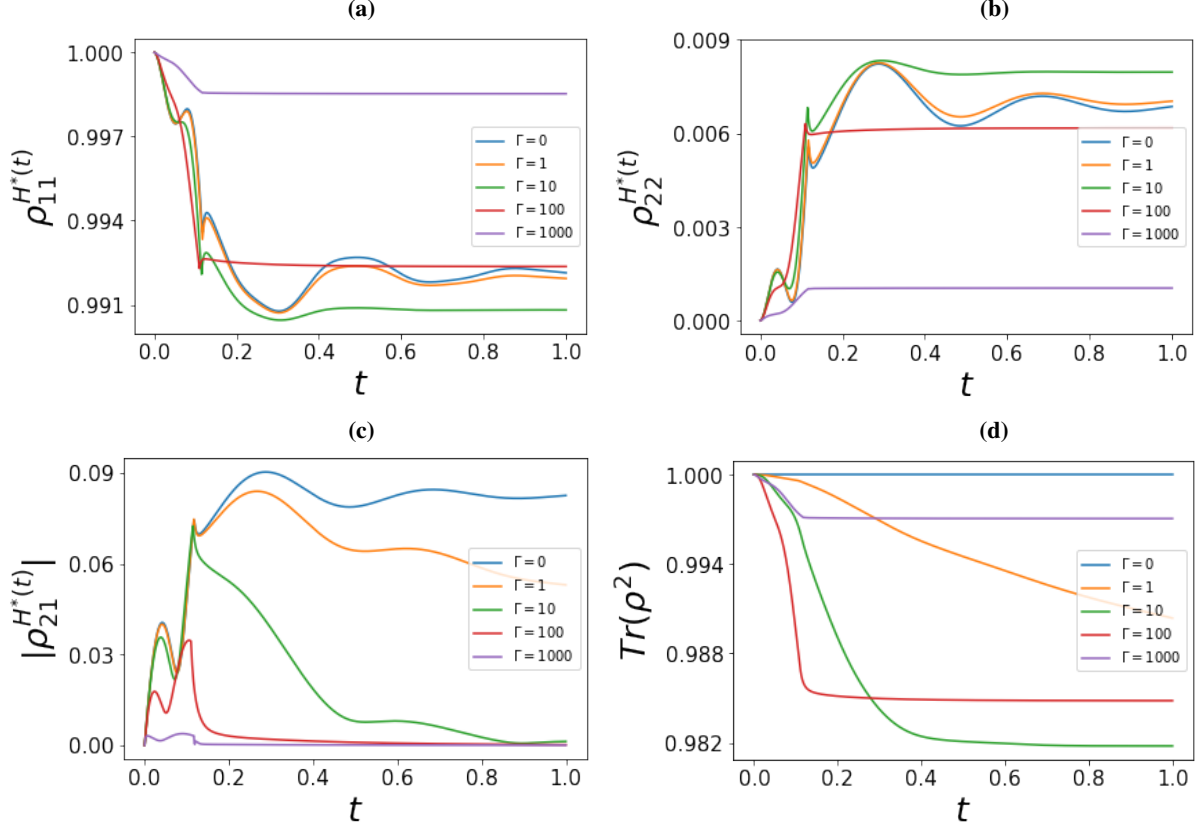 (a)
1.000
0.997
0.994
0.991
ρ₁₁^{H*(t)}
Γ = 0
Γ = 1
Γ = 10
Γ = 100
Γ = 1000
0.0 0.2 0.4 0.6 0.8 1.0
t
(b)
0.009
0.006
0.003
0.000
ρ₂₂^{H*(t)}
Γ = 0
Γ = 1
Γ = 10
Γ = 100
Γ = 1000
0.0 0.2 0.4 0.6 0.8 1.0
t
(c)
0.09
0.06
0.03
0.00
|ρ₂₁^{H*(t)}|
Γ = 0
Γ = 1
Γ = 10
Γ = 100
Γ = 1000
0.0 0.2 0.4 0.6 0.8 1.0
t
(d)
1.000
0.994
0.988
0.982
Tr(ρ²)
Γ = 0
Γ = 1
Γ = 10
Γ = 100
Γ = 1000
0.0 0.2 0.4 0.6 0.8 1.0
t